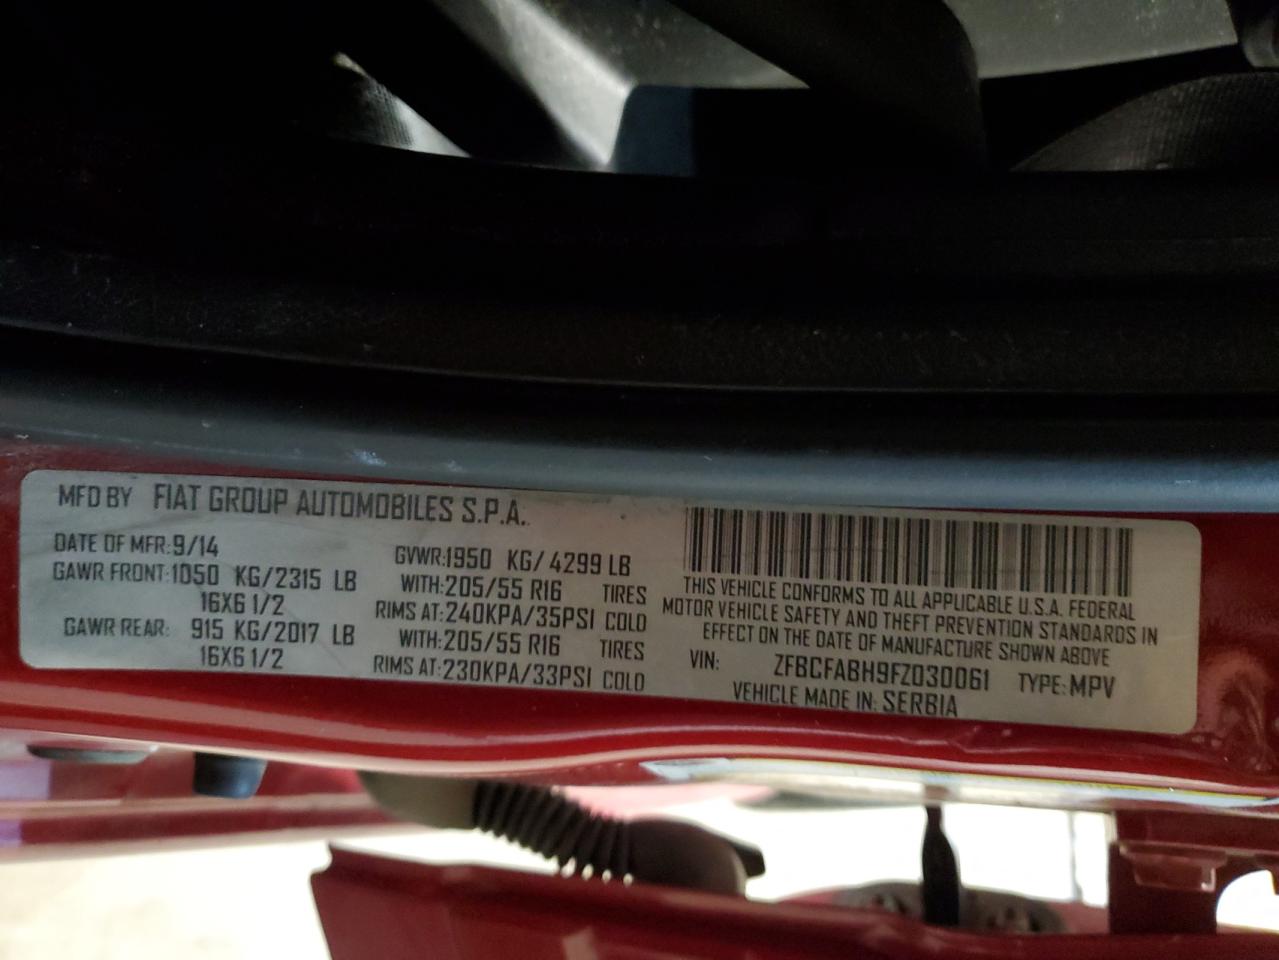 MFD BY FIAT GROUP AUTOMOBILES S.P.A.
DATE OF MFR: 9/14 GVWR: 1950 KG/ 4299 LB
GAWR FRONT: 1050 KG/2315 LB WITH: 205/55 R16 TIRES
16X6 1/2 RIMS AT: 240KPA/35PSI COLD
GAWR REAR: 915 KG/2017 LB WITH: 205/55 R16 TIRES
16X6 1/2 RIMS AT: 230KPA/33PSI COLD
THIS VEHICLE CONFORMS TO ALL APPLICABLE U.S.A. FEDERAL
MOTOR VEHICLE SAFETY AND THEFT PREVENTION STANDARDS IN
EFFECT ON THE DATE OF MANUFACTURE SHOWN ABOVE
VIN: ZFBCFABH9FZ030061 TYPE: MPV
VEHICLE MADE IN: SERBIA